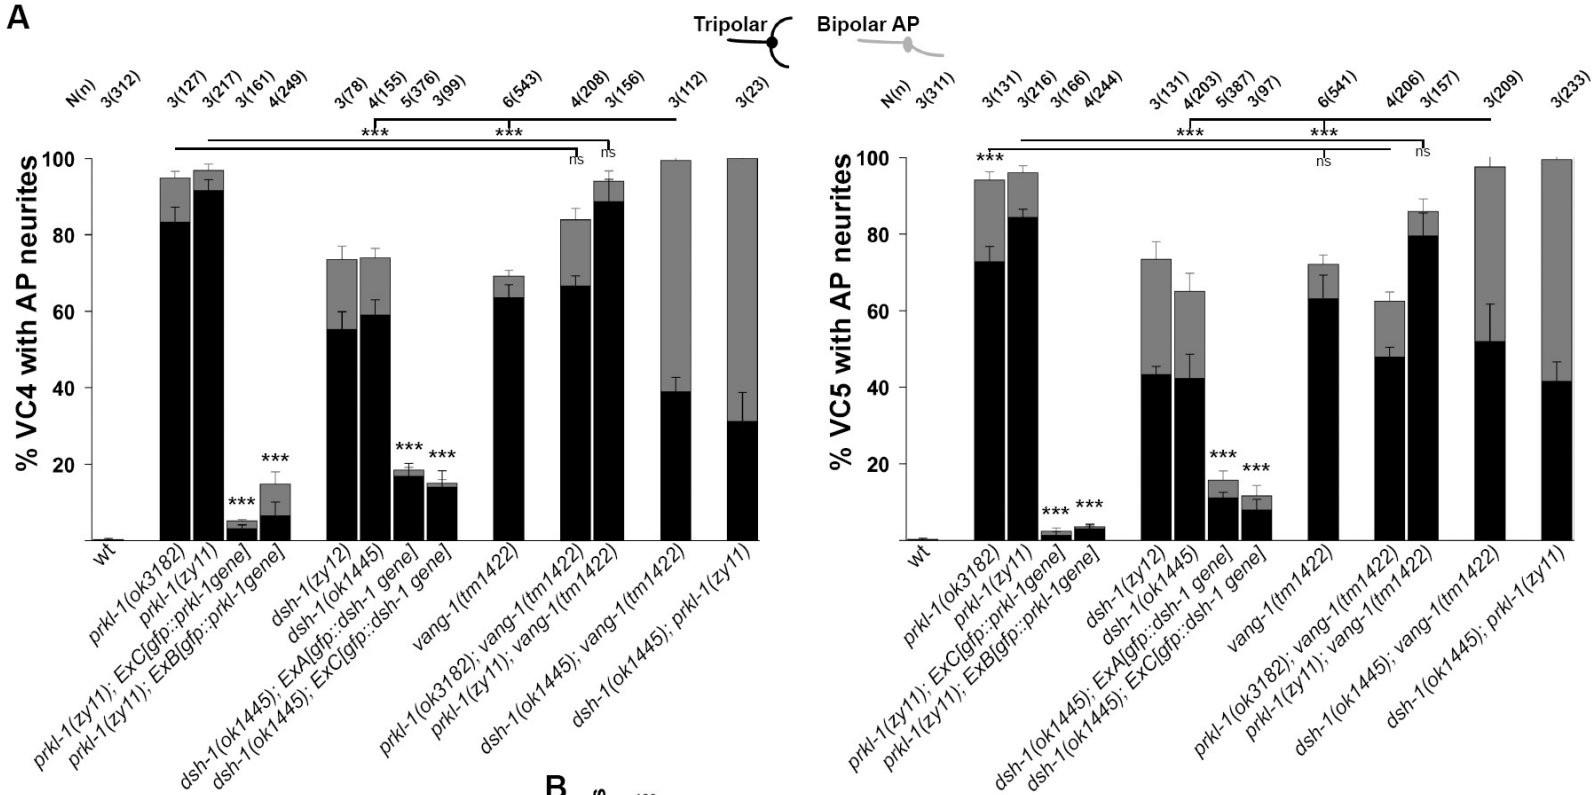 A
Tripolar
Bipolar AP
N(n) 3(312) 3(127) 3(217) 3(161) 4(249) 3(78) 4(155) 5(376) 3(99) 6(543) 4(208) 3(156) 3(112) 3(23)
*** ***
ns ns
% VC4 with AP neurites
100
80
60
40
20
*** *** *** ***
wt
prkl-1(ok3182)
prkl-1(zy11)
prkl-1(zy11); ExC[gfp::prkl-1gene]
prkl-1(zy11); ExB[gfp::prkl-1gene]
dsh-1(zy12)
dsh-1(ok1445)
dsh-1(ok1445); ExA[gfp::dsh-1 gene]
dsh-1(ok1445); ExC[gfp::dsh-1 gene]
vang-1(tm1422)
prkl-1(ok3182); vang-1(tm1422)
prkl-1(zy11); vang-1(tm1422)
dsh-1(ok1445); vang-1(tm1422)
dsh-1(ok1445); prkl-1(zy11)
N(n) 3(311) 3(131) 3(216) 3(166) 4(244) 3(131) 4(203) 5(387) 3(97) 6(541) 4(206) 3(157) 3(209) 3(233)
*** ***
*** ns ns
% VC5 with AP neurites
100
80
60
40
20
*** *** *** ***
wt
prkl-1(ok3182)
prkl-1(zy11)
prkl-1(zy11); ExC[gfp::prkl-1gene]
prkl-1(zy11); ExB[gfp::prkl-1gene]
dsh-1(zy12)
dsh-1(ok1445)
dsh-1(ok1445); ExA[gfp::dsh-1 gene]
dsh-1(ok1445); ExC[gfp::dsh-1 gene]
vang-1(tm1422)
prkl-1(ok3182); vang-1(tm1422)
prkl-1(zy11); vang-1(tm1422)
dsh-1(ok1445); vang-1(tm1422)
dsh-1(ok1445); prkl-1(zy11)
B